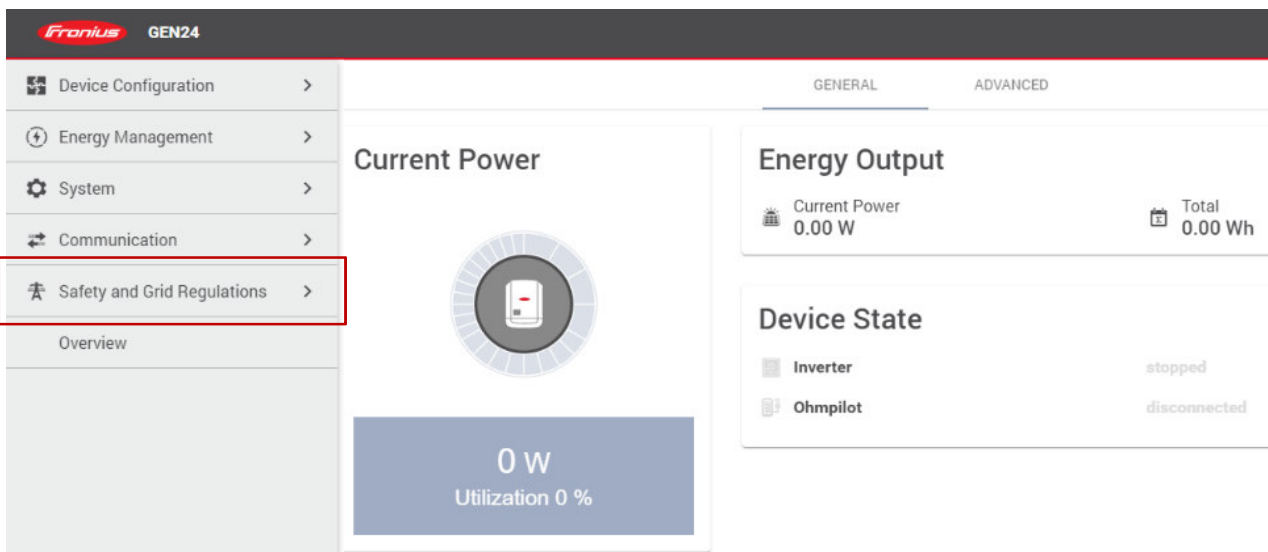 Fronius GEN24
Device Configuration
Energy Management
System
Communication
Safety and Grid Regulations
Overview
GENERAL ADVANCED
Current Power
0 W
Utilization 0 %
Energy Output
Current Power
0.00 W
Total
0.00 Wh
Device State
Inverter stopped
Ohmpilot disconnected